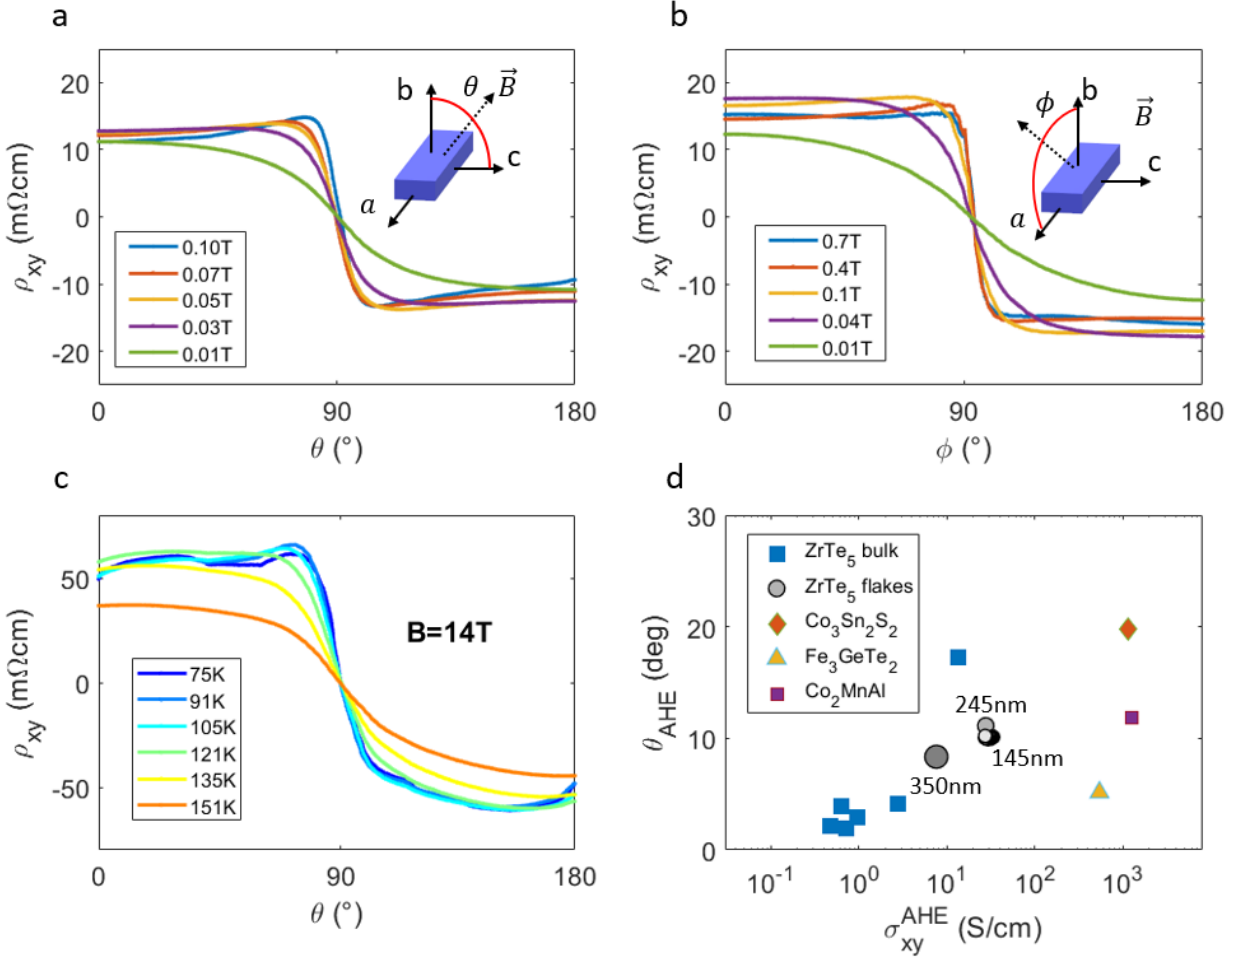 a
20
10
0
-10
-20
ρxy (mΩcm)
0
90
180
θ (°)
b
θ
B⃗
c
a
0.10T
0.07T
0.05T
0.03T
0.01T
b
20
10
0
-10
-20
ρxy (mΩcm)
0
90
180
ϕ (°)
ϕ
b
B⃗
c
a
0.7T
0.4T
0.1T
0.04T
0.01T
c
50
0
-50
ρxy (mΩcm)
0
90
180
θ (°)
B=14T
75K
91K
105K
121K
135K
151K
d
30
20
10
0
θAHE (deg)
10⁻¹
10⁰
10¹
10²
10³
σxy^AHE (S/cm)
ZrTe₅ bulk
ZrTe₅ flakes
Co₃Sn₂S₂
Fe₃GeTe₂
Co₂MnAl
245nm
145nm
350nm